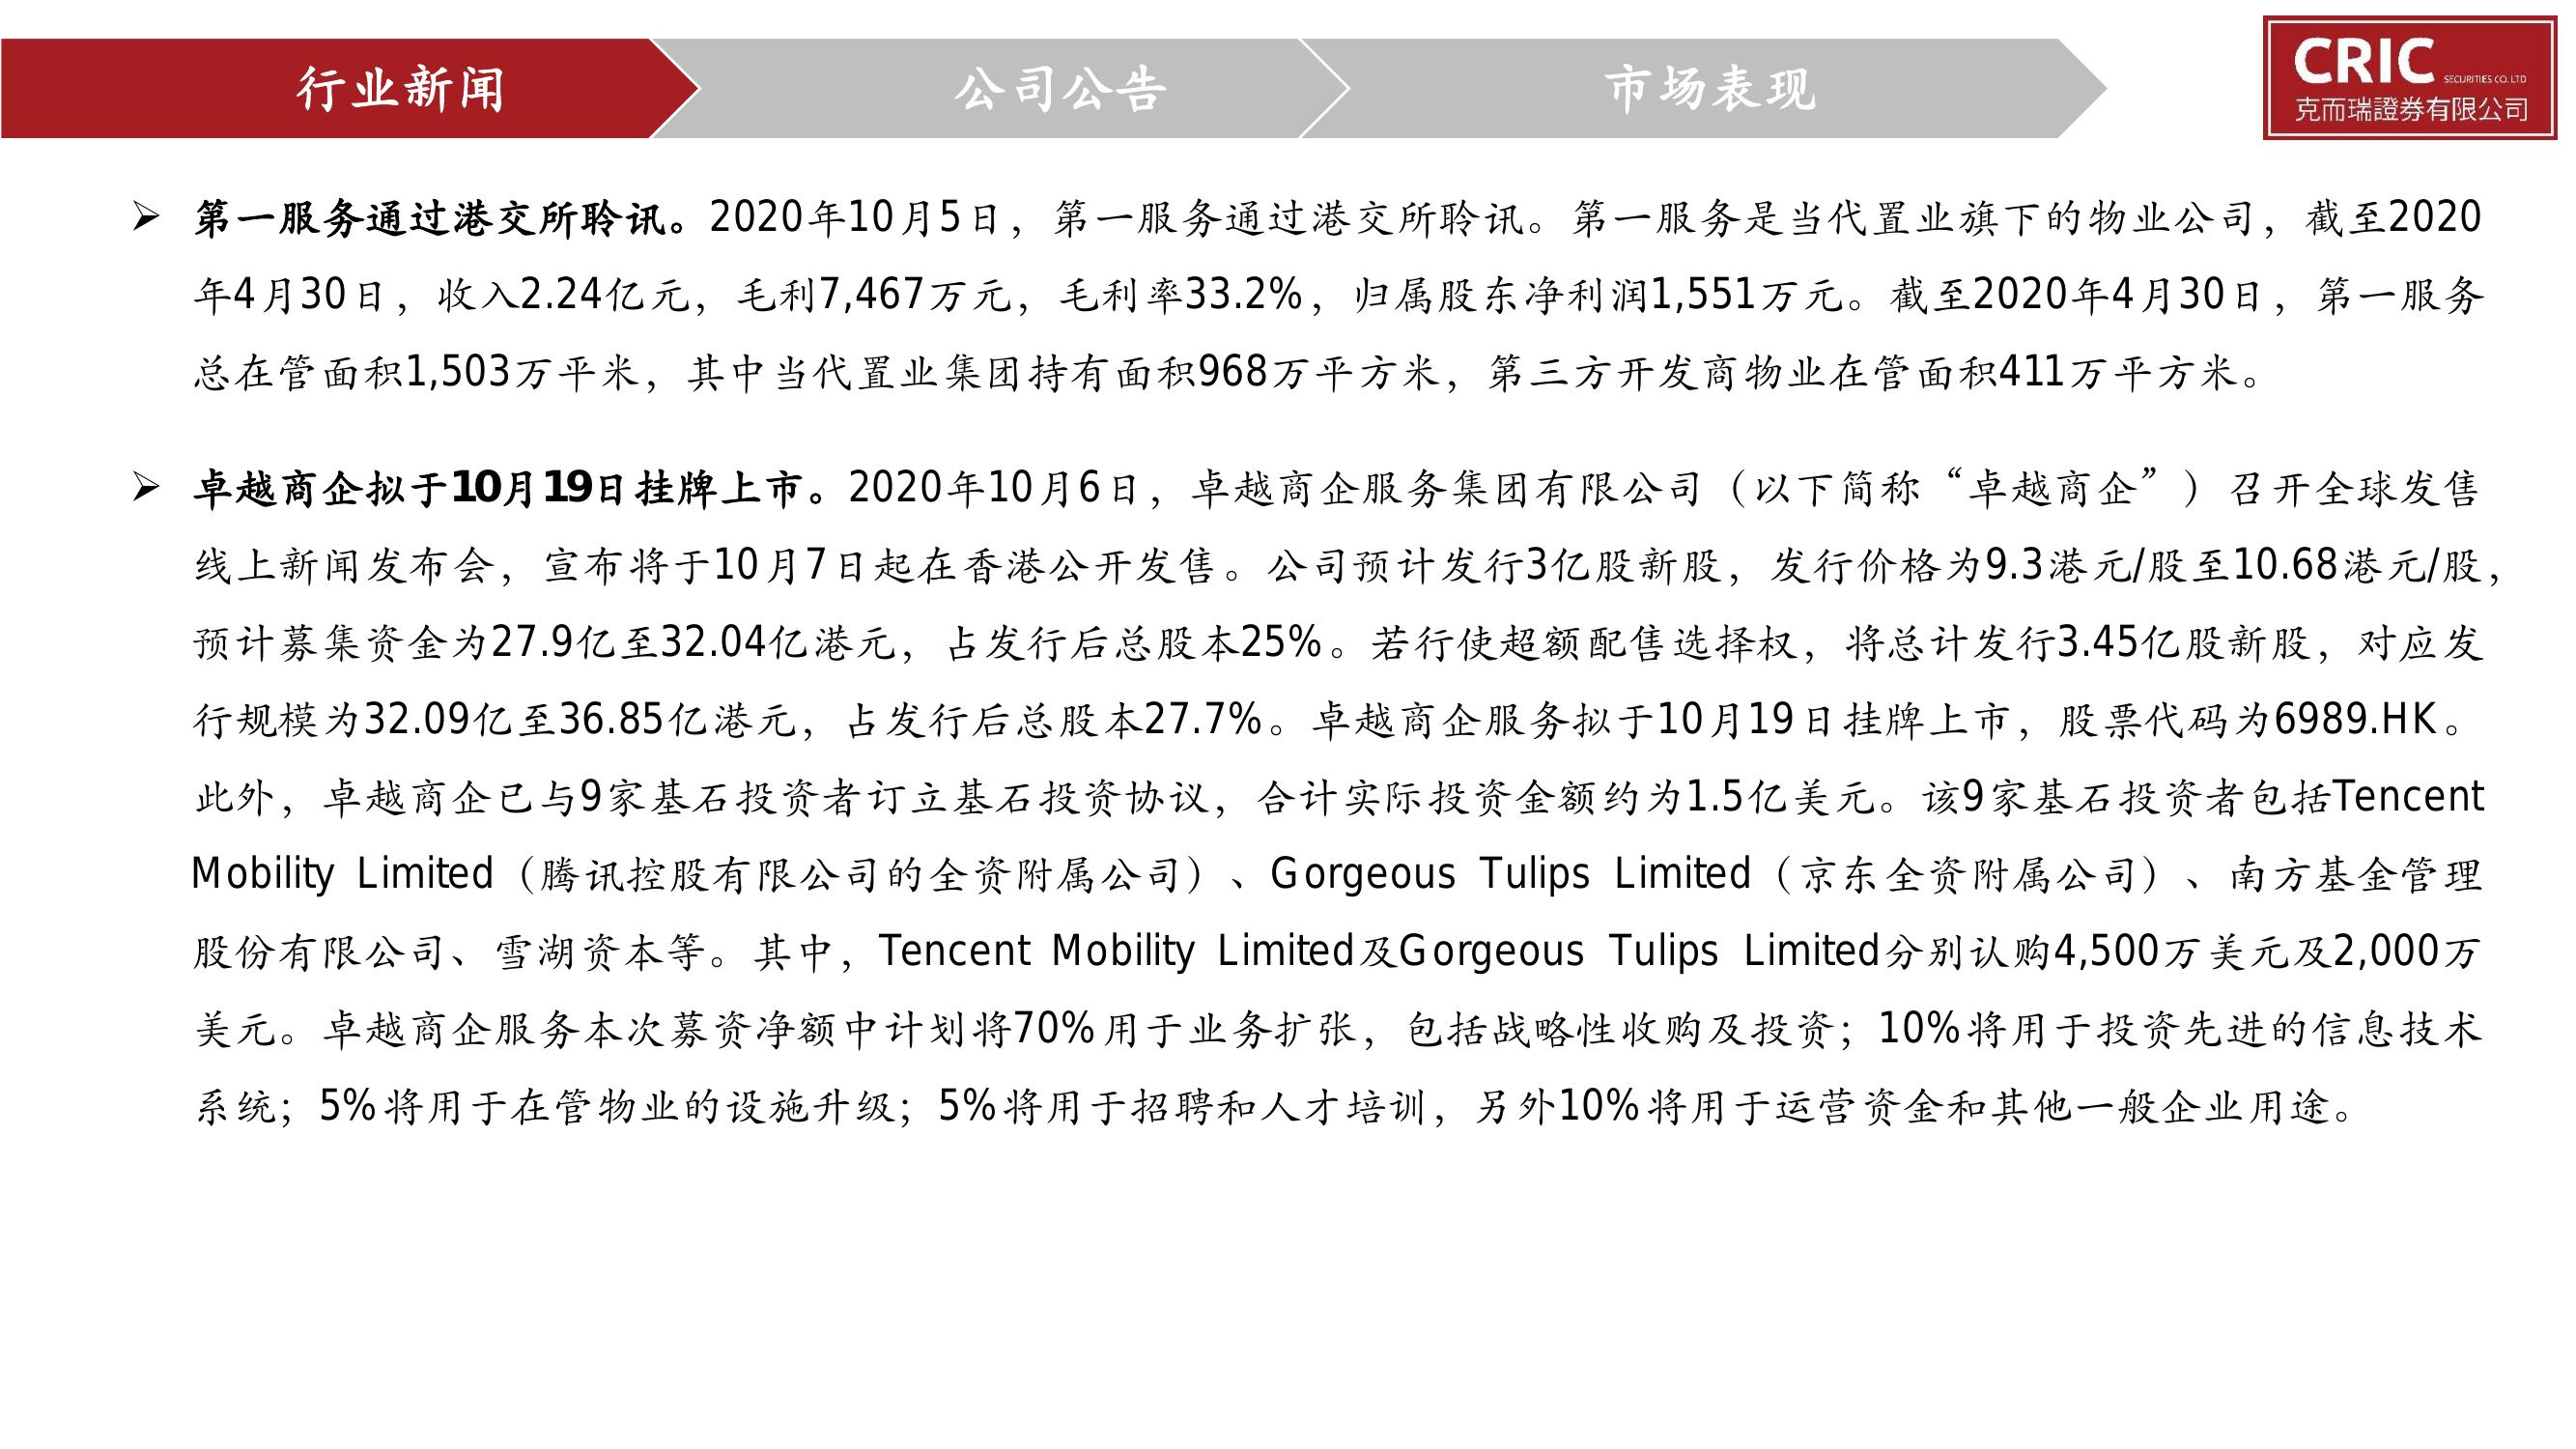 行业新闻
公司公告
市场表现
CRIC SECURITIES CO. LTD
克而瑞證券有限公司
➢ 第一服务通过港交所聆讯。2020年10月5日，第一服务通过港交所聆讯。第一服务是当代置业旗下的物业公司，截至2020
年4月30日，收入2.24亿元，毛利7,467万元，毛利率33.2%，归属股东净利润1,551万元。截至2020年4月30日，第一服务
总在管面积1,503万平米，其中当代置业集团持有面积968万平方米，第三方开发商物业在管面积411万平方米。
➢ 卓越商企拟于10月19日挂牌上市。2020年10月6日，卓越商企服务集团有限公司（以下简称“卓越商企”）召开全球发售
线上新闻发布会，宣布将于10月7日起在香港公开发售。公司预计发行3亿股新股，发行价格为9.3港元/股至10.68港元/股，
预计募集资金为27.9亿至32.04亿港元，占发行后总股本25%。若行使超额配售选择权，将总计发行3.45亿股新股，对应发
行规模为32.09亿至36.85亿港元，占发行后总股本27.7%。卓越商企服务拟于10月19日挂牌上市，股票代码为6989.HK。
此外，卓越商企已与9家基石投资者订立基石投资协议，合计实际投资金额约为1.5亿美元。该9家基石投资者包括Tencent
Mobility Limited（腾讯控股有限公司的全资附属公司）、Gorgeous Tulips Limited（京东全资附属公司）、南方基金管理
股份有限公司、雪湖资本等。其中，Tencent Mobility Limited及Gorgeous Tulips Limited分别认购4,500万美元及2,000万
美元。卓越商企服务本次募资净额中计划将70%用于业务扩张，包括战略性收购及投资；10%将用于投资先进的信息技术
系统；5%将用于在管物业的设施升级；5%将用于招聘和人才培训，另外10%将用于运营资金和其他一般企业用途。